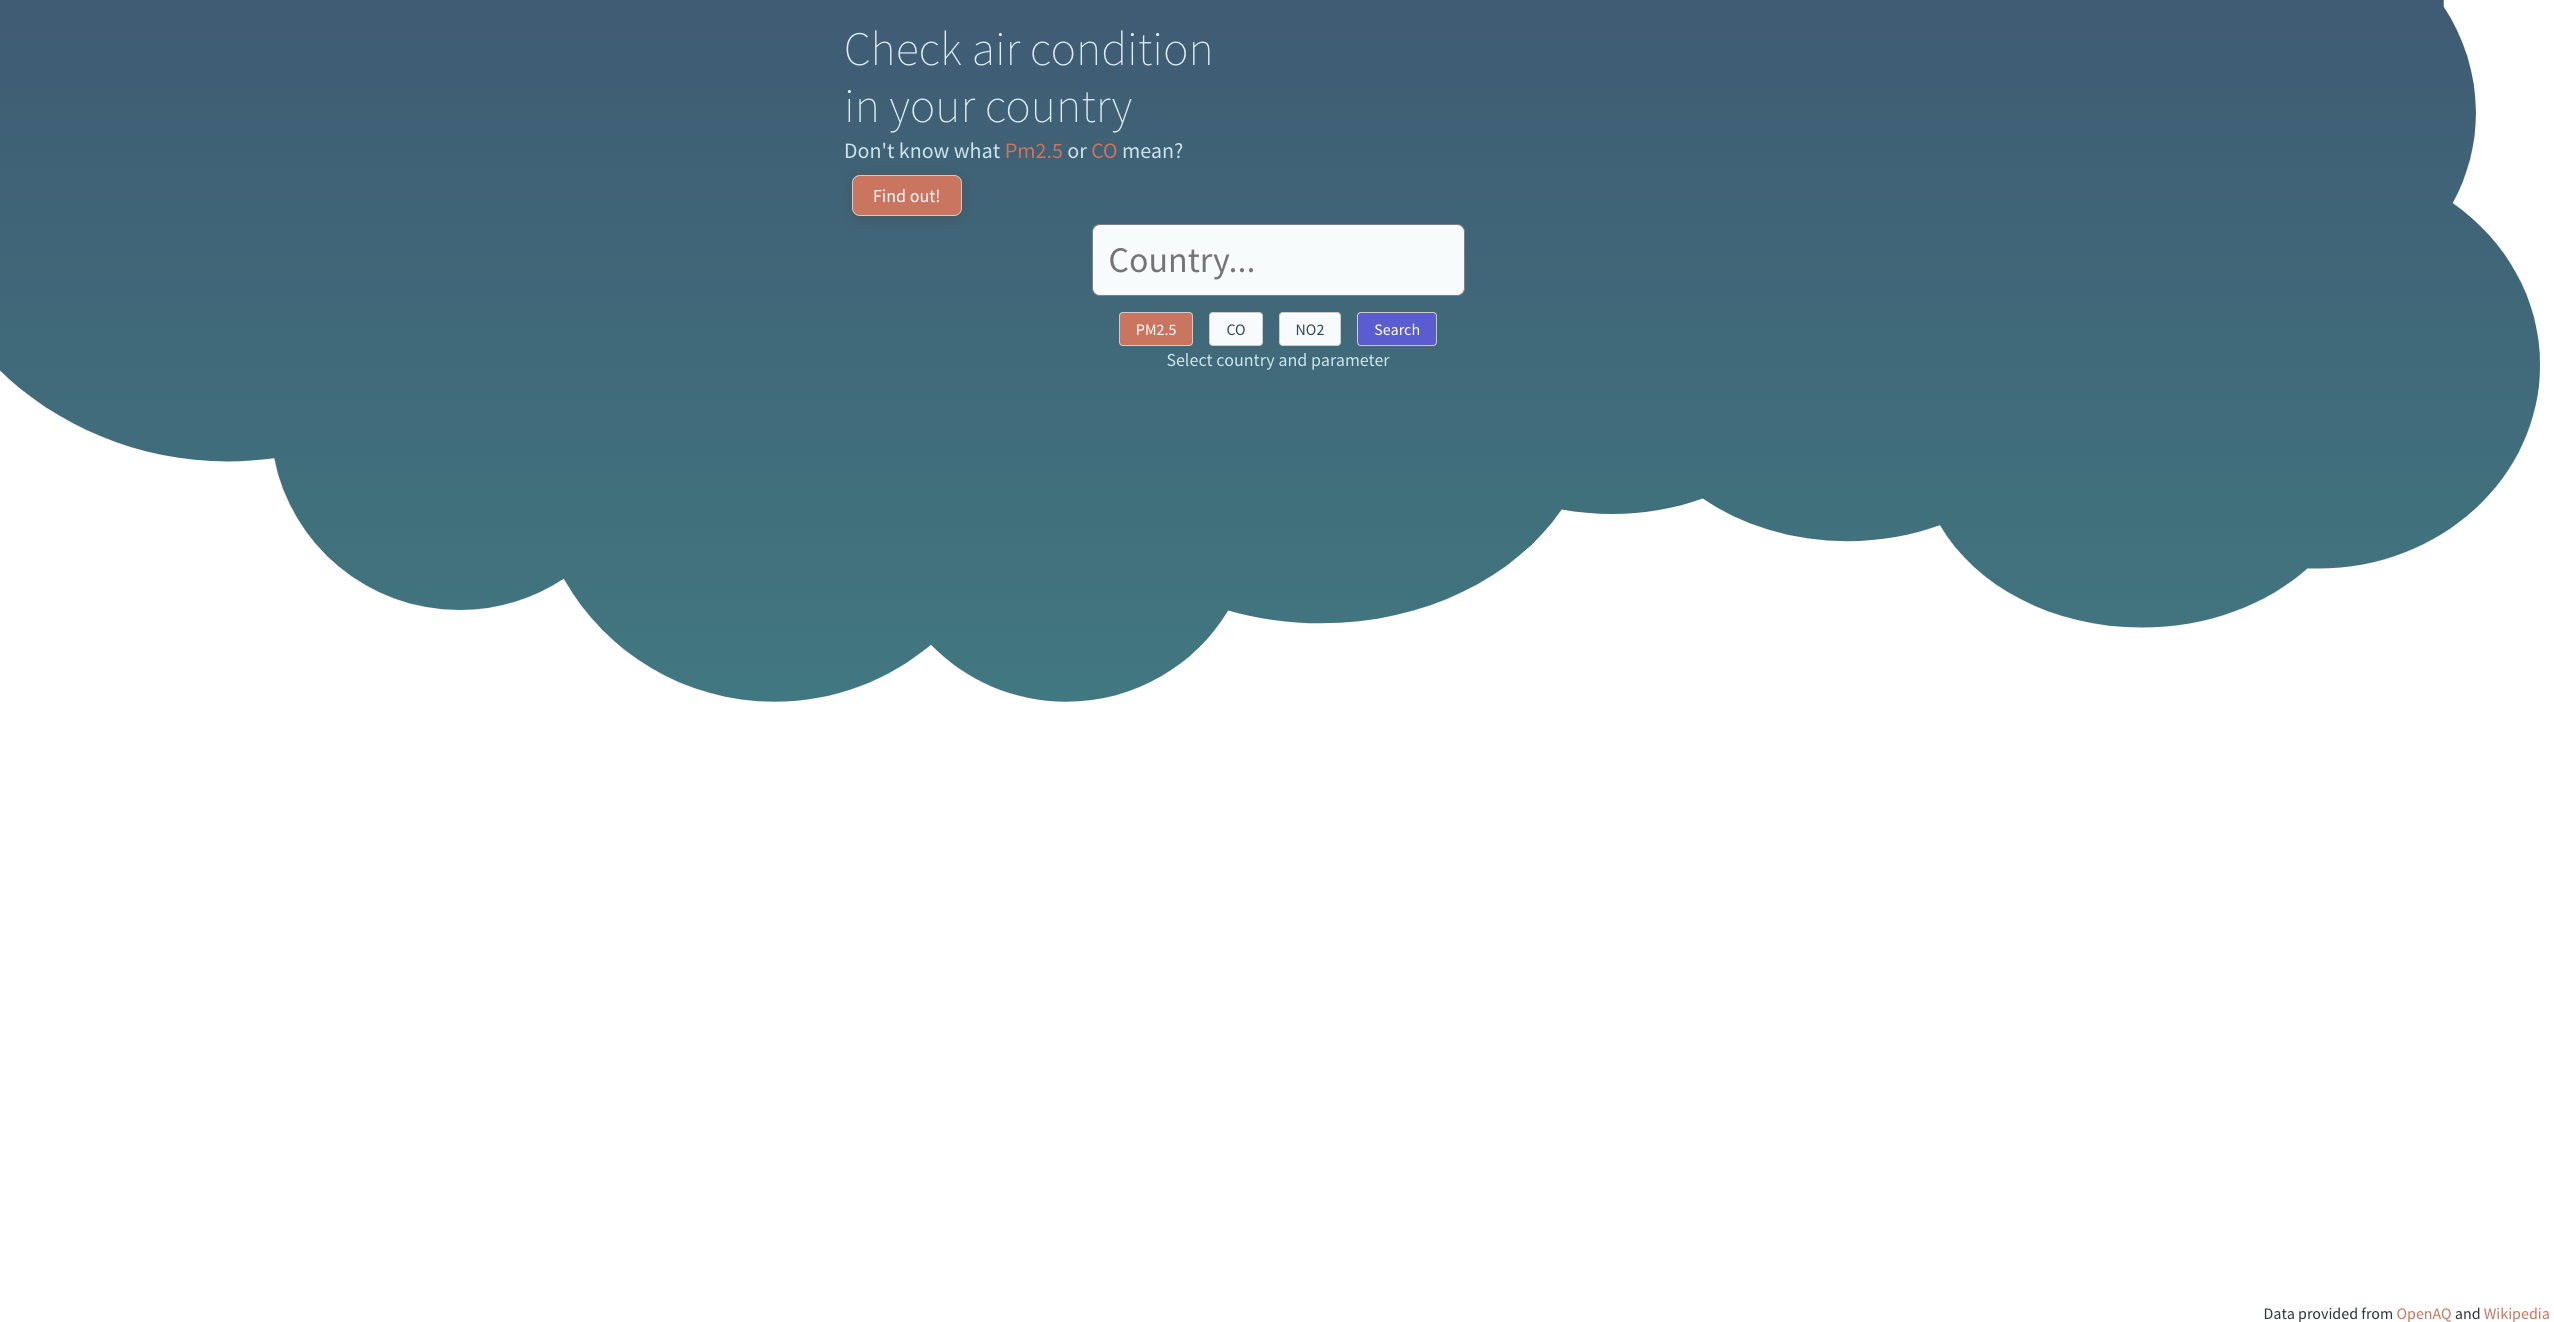 Check air condition
in your country
Don't know what Pm2.5 or CO mean?
Find out!
Country...
PM2.5 CO NO2 Search
Select country and parameter
Data provided from OpenAQ and Wikipedia